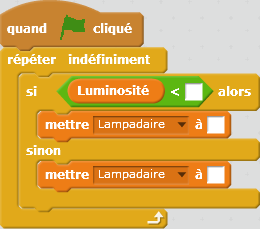 quand cliqué
répéter indéfiniment
si Luminosité < alors
mettre Lampadaire à
sinon
mettre Lampadaire à